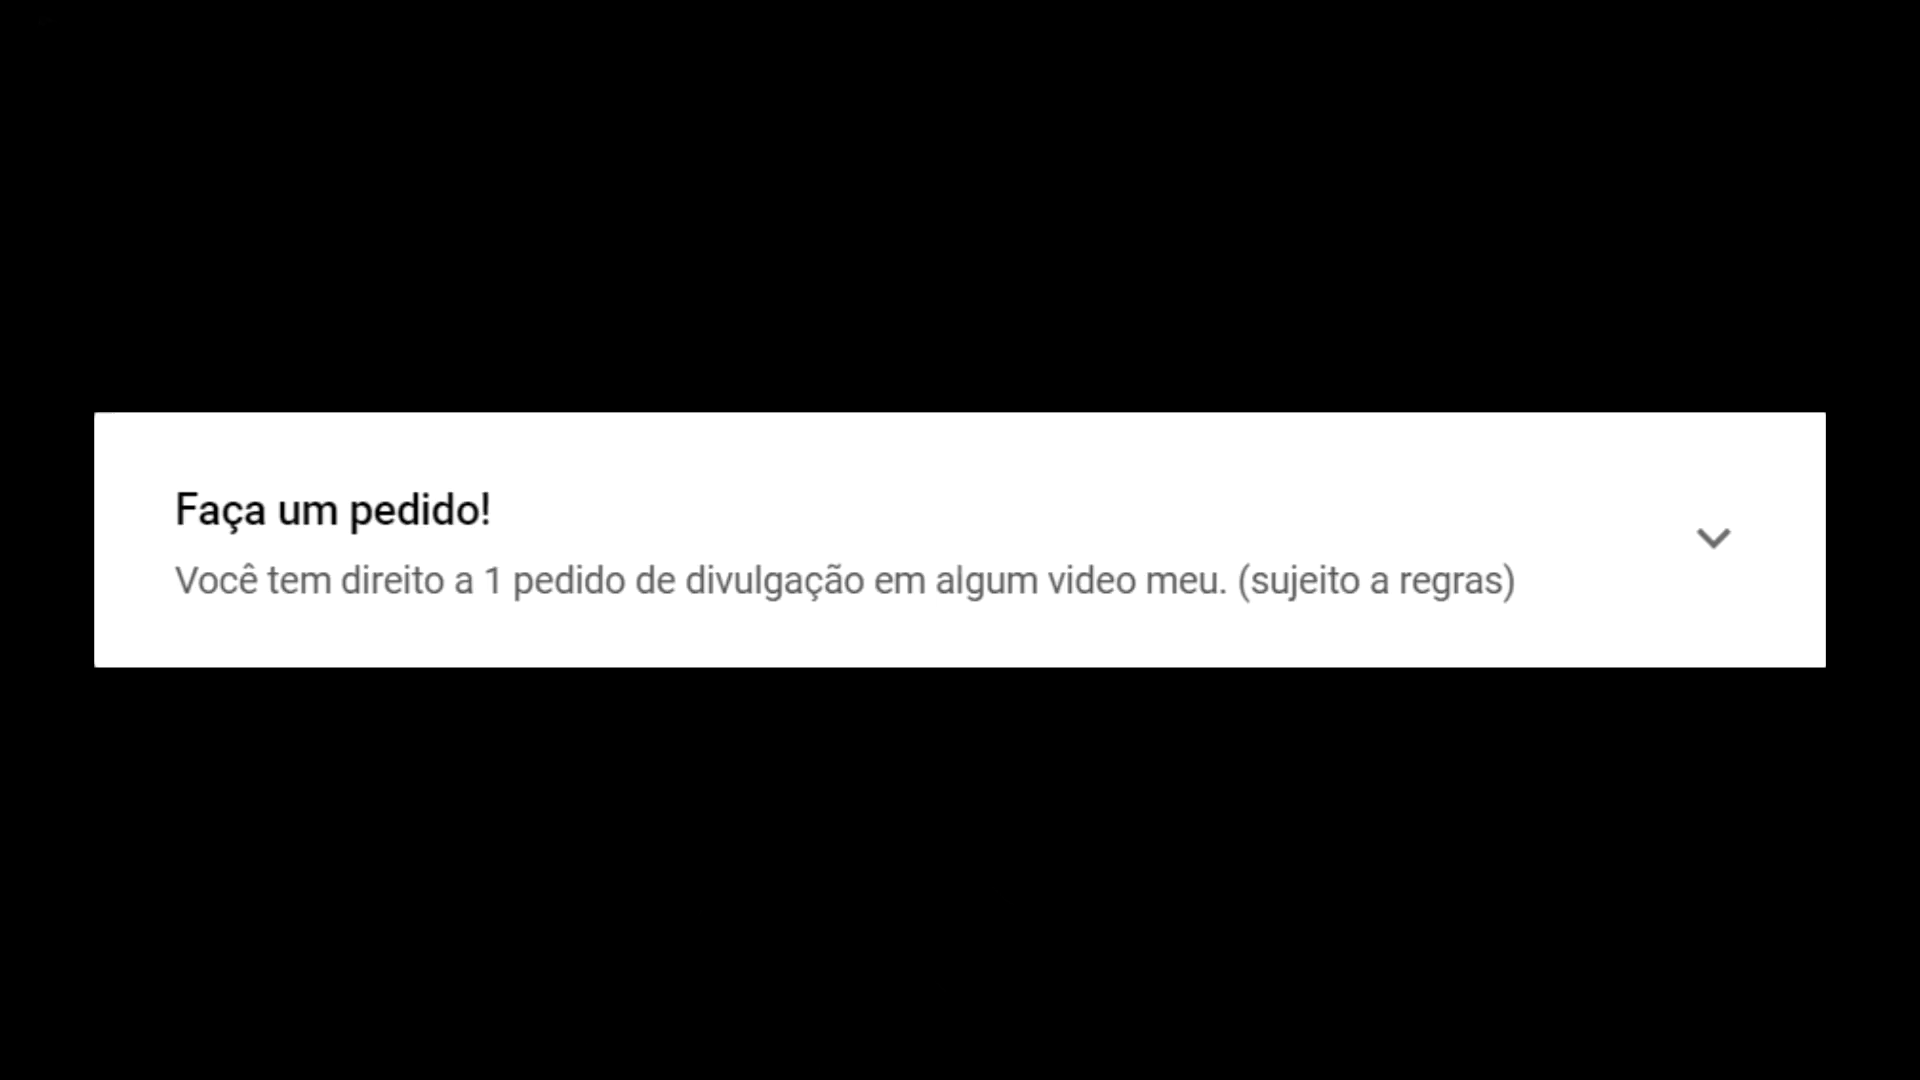 Faça um pedido!
Você tem direito a 1 pedido de divulgação em algum video meu. (sujeito a regras)